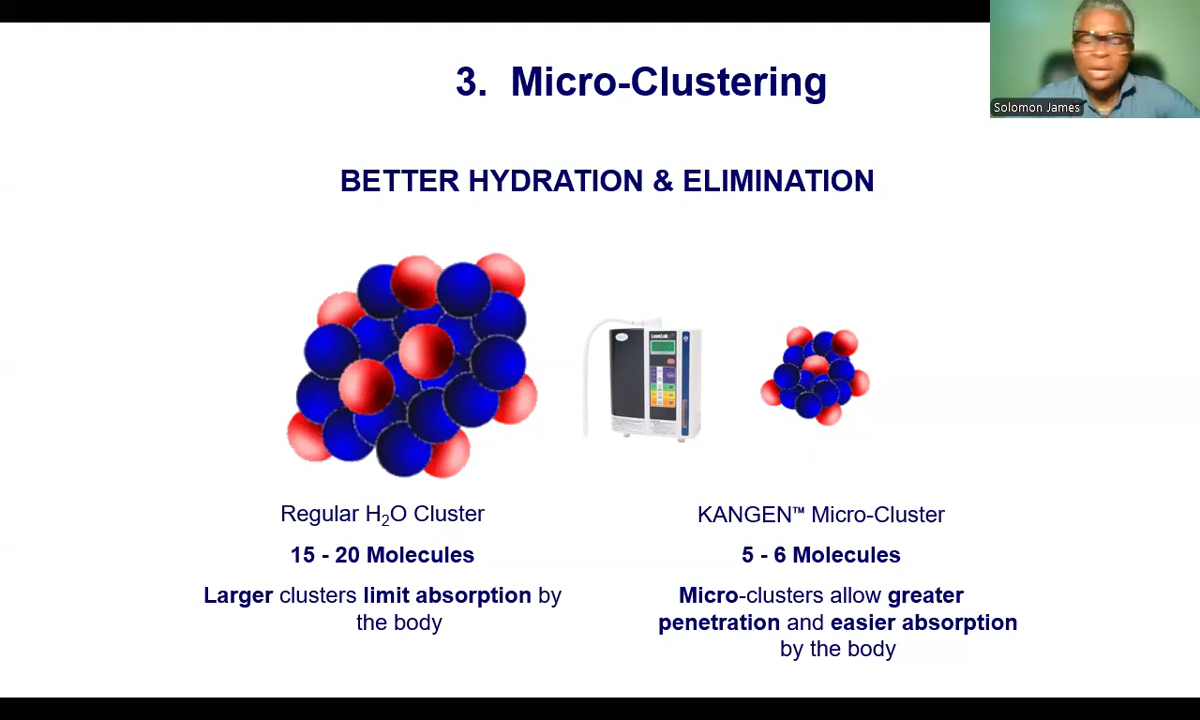 3. Micro-Clustering
Solomon James
BETTER HYDRATION & ELIMINATION
LeveLuk
Regular H₂O Cluster
15 - 20 Molecules
Larger clusters limit absorption by
the body
KANGEN™ Micro-Cluster
5 - 6 Molecules
Micro-clusters allow greater
penetration and easier absorption
by the body